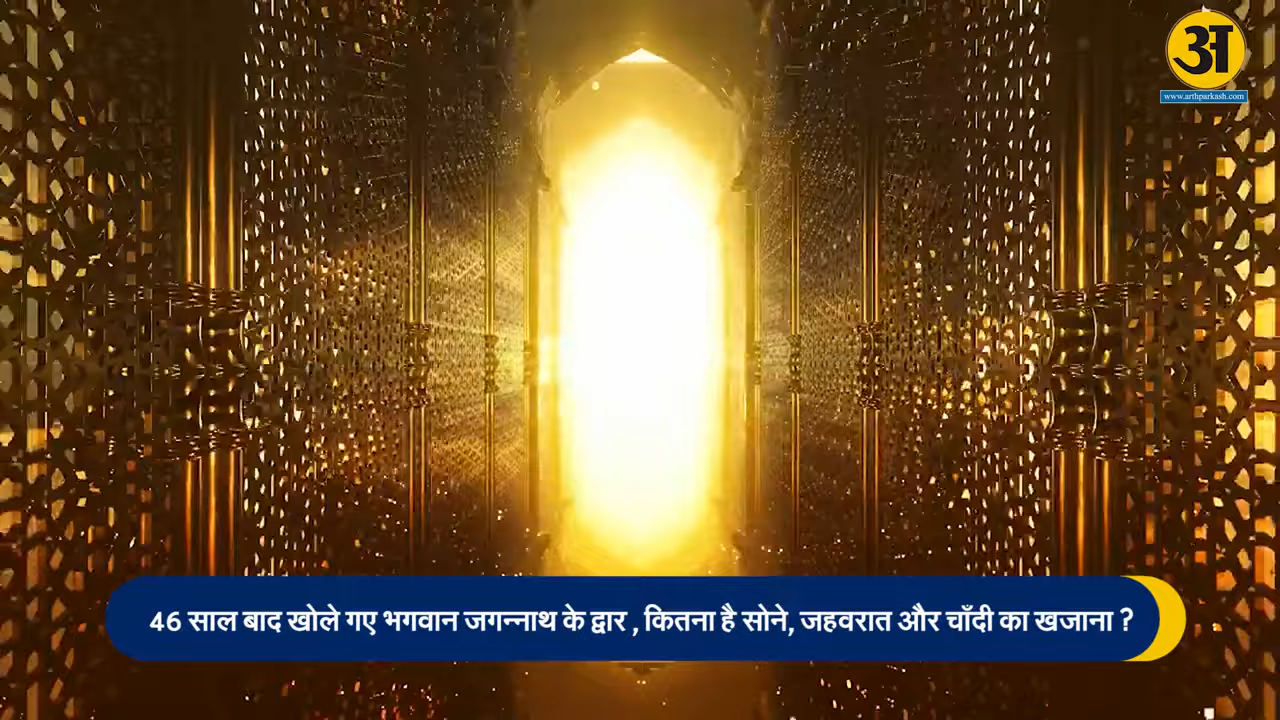 अ
www.arthparkash.com
46 साल बाद खोले गए भगवान जगन्नाथ के द्वार , कितना है सोने, जहवरात और चाँदी का खजाना ?